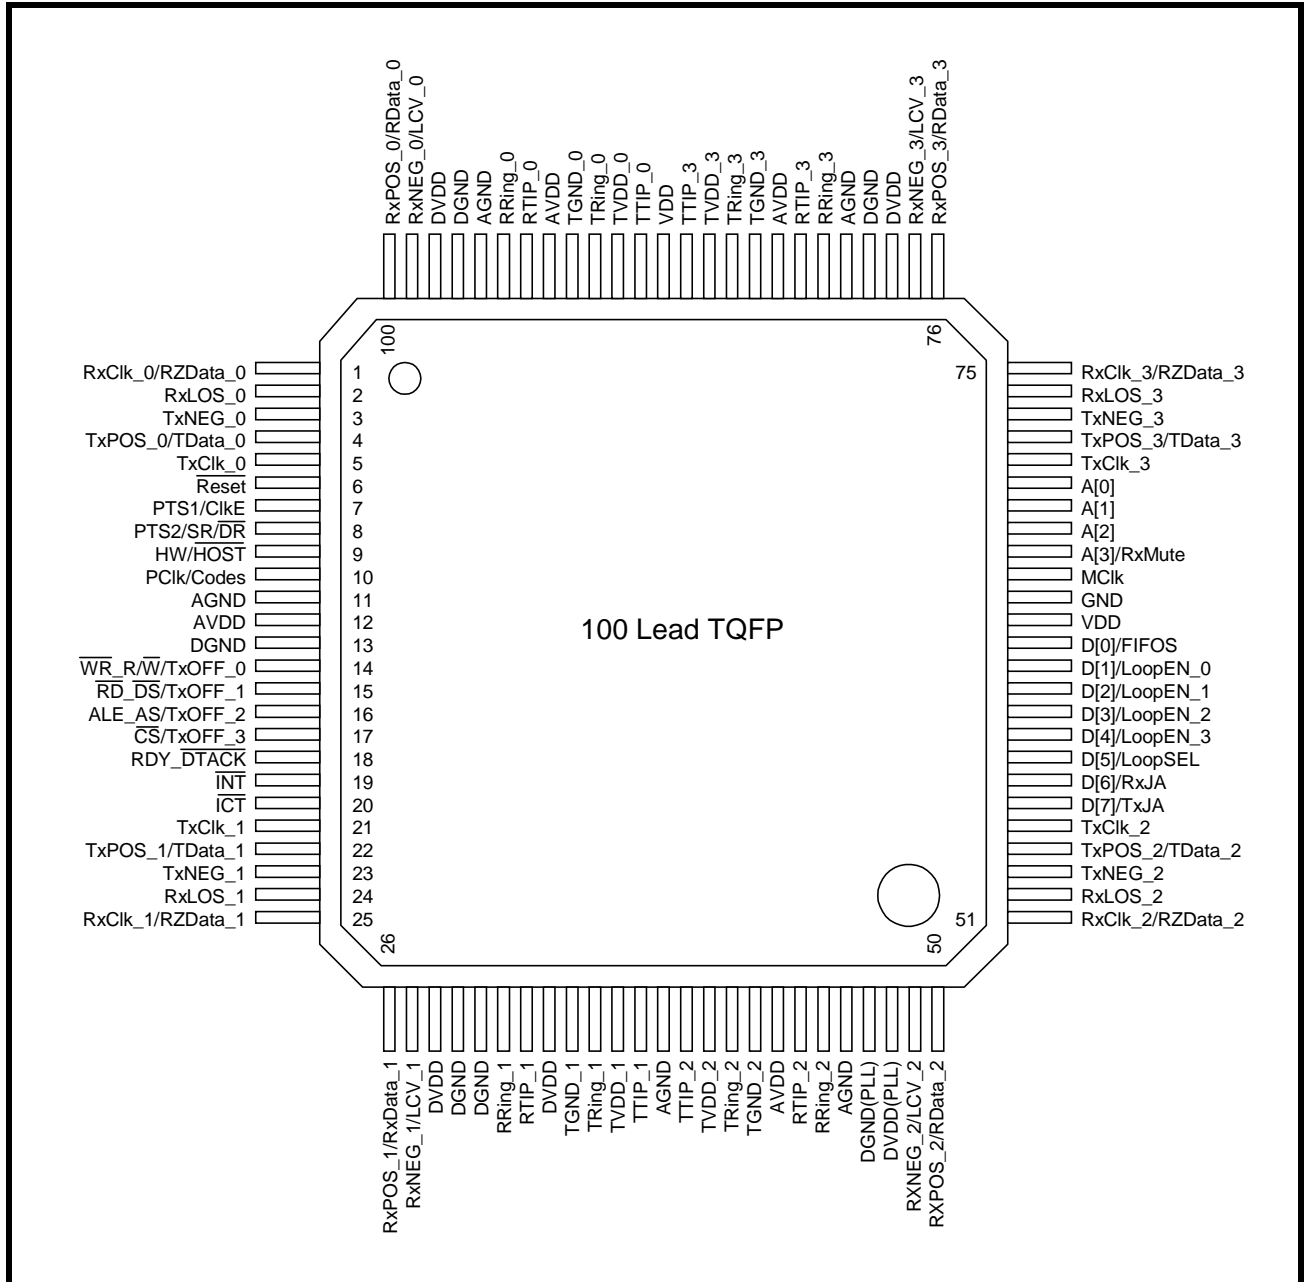 RxPOS_0/RData_0
RxNEG_0/LCV_0
DVDD
DGND
AGND
RRing_0
RTIP_0
AVDD
TGND_0
TRing_0
TVDD_0
TTIP_0
VDD
TTIP_3
TVDD_3
TRing_3
TGND_3
AVDD
RTIP_3
RRing_3
AGND
DGND
DVDD
RxNEG_3/LCV_3
RxPOS_3/RData_3
100
76
RxClk_0/RZData_0 1
RxLOS_0 2
TxNEG_0 3
TxPOS_0/TData_0 4
TxClk_0 5
Reset 6
PTS1/ClkE 7
PTS2/SR/DR 8
HW/HOST 9
PClk/Codes 10
AGND 11
AVDD 12
DGND 13
WR_R/W/TxOFF_0 14
RD_DS/TxOFF_1 15
ALE_AS/TxOFF_2 16
CS/TxOFF_3 17
RDY_DTACK 18
INT 19
ICT 20
TxClk_1 21
TxPOS_1/TData_1 22
TxNEG_1 23
RxLOS_1 24
RxClk_1/RZData_1 25
100 Lead TQFP
75 RxClk_3/RZData_3
RxLOS_3
TxNEG_3
TxPOS_3/TData_3
TxClk_3
A[0]
A[1]
A[2]
A[3]/RxMute
MClk
GND
VDD
D[0]/FIFOS
D[1]/LoopEN_0
D[2]/LoopEN_1
D[3]/LoopEN_2
D[4]/LoopEN_3
D[5]/LoopSEL
D[6]/RxJA
D[7]/TxJA
TxClk_2
TxPOS_2/TData_2
TxNEG_2
RxLOS_2
51 RxClk_2/RZData_2
26
50
RxPOS_1/RxData_1
RxNEG_1/LCV_1
DVDD
DGND
DGND
RRing_1
RTIP_1
DVDD
TGND_1
TRing_1
TVDD_1
TTIP_1
AGND
TTIP_2
TVDD_2
TRing_2
TGND_2
AVDD
RTIP_2
RRing_2
AGND
DGND(PLL)
DVDD(PLL)
RXNEG_2/LCV_2
RXPOS_2/RData_2